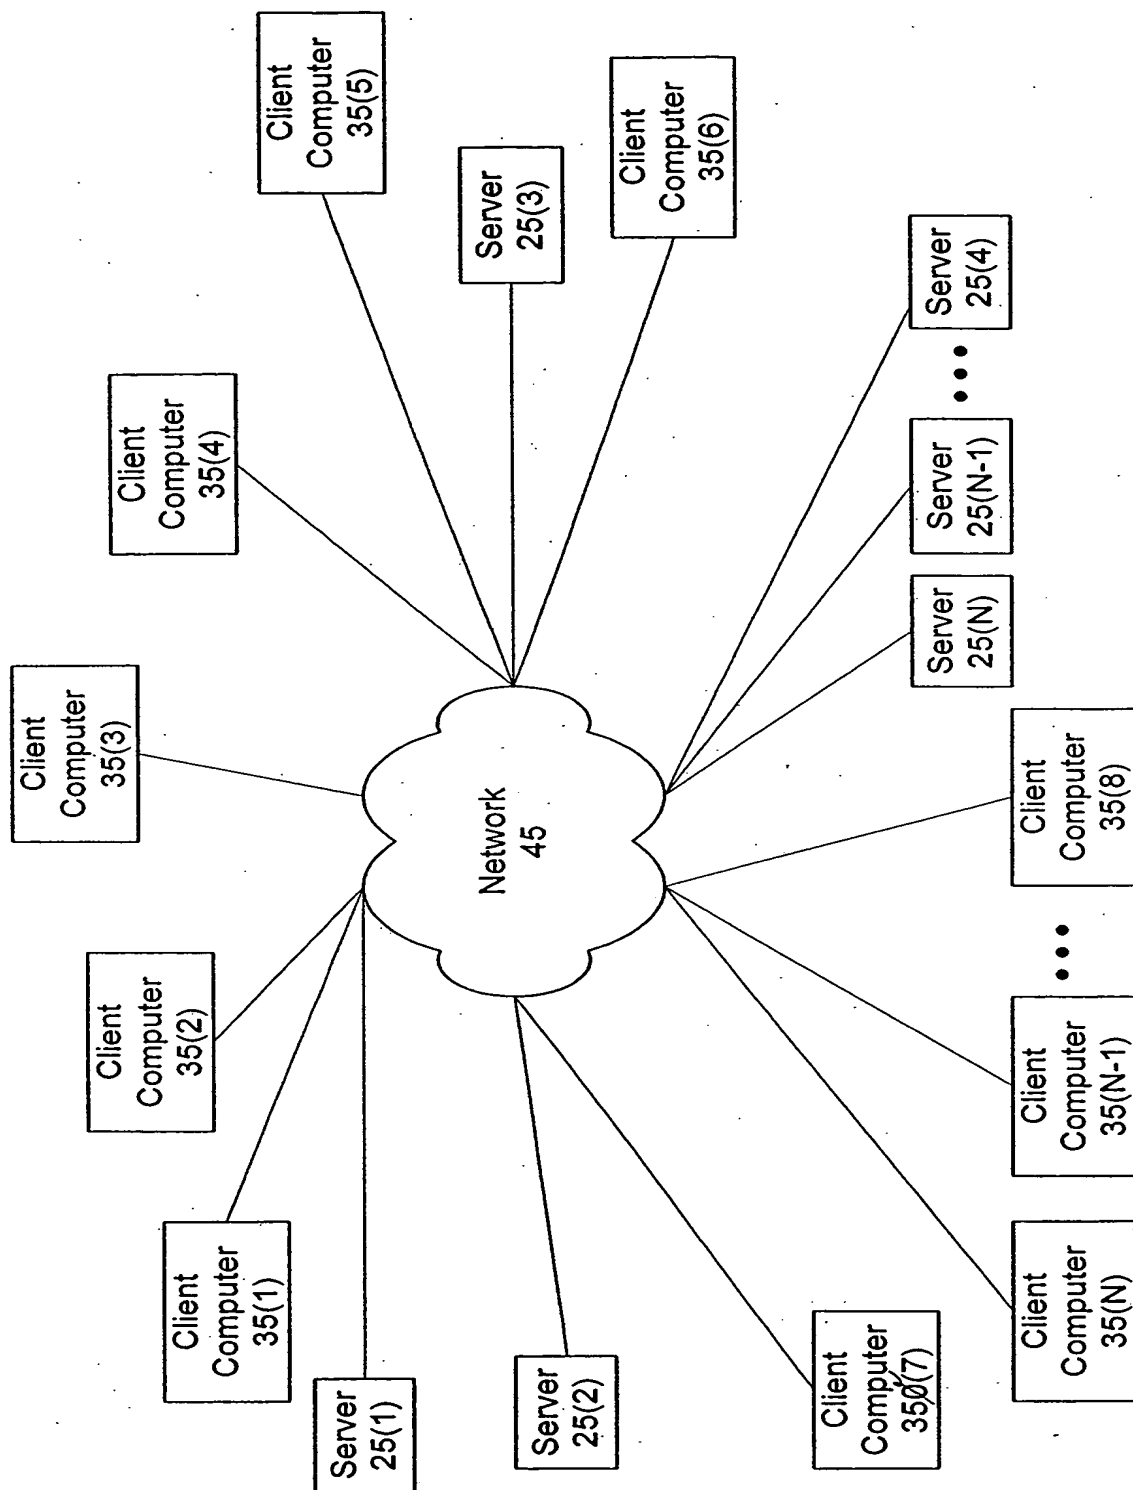 Client
Computer
35(3)
Client
Computer
35(2)
Client
Computer
35(4)
Client
Computer
35(1)
Client
Computer
35(5)
Server
25(1)
Server
25(3)
Network
45
Server
25(2)
Client
Computer
35(6)
Client
Computer
350(7)
Server
25(N)
Server
25(N-1)
•••
Server
25(4)
Client
Computer
35(N)
Client
Computer
35(N-1)
•••
Client
Computer
35(8)